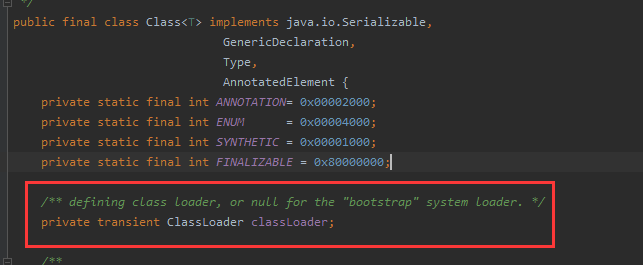 */
public final class Class<T> implements java.io.Serializable,
GenericDeclaration,
Type,
AnnotatedElement {
private static final int ANNOTATION= 0x00002000;
private static final int ENUM      = 0x00004000;
private static final int SYNTHETIC = 0x00001000;
private static final int FINALIZABLE = 0x80000000;
/** defining class loader, or null for the "bootstrap" system loader. */
private transient ClassLoader classLoader;
/**